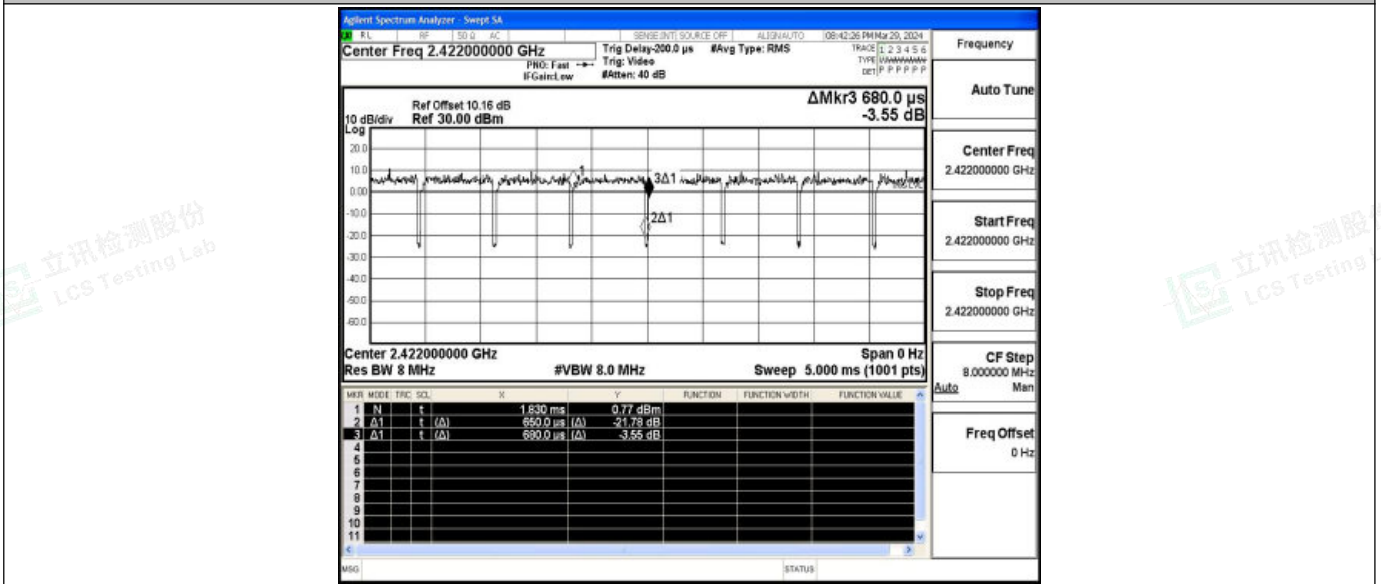 Agilent Spectrum Analyzer - Swept SA
RL RF 50 Ω AC SENSE:INT SOURCE OFF ALIGNAUTO 08:42:26 PM Mar 29, 2024
Center Freq 2.422000000 GHz
PNO: Fast
IFGain:Low
Trig Delay-200.0 µs
Trig: Video
#Atten: 40 dB
#Avg Type: RMS
TRACE 1 2 3 4 5 6
TYPE WWWWWW
DET P P P P P P
ΔMkr3 680.0 µs
-3.55 dB
Ref Offset 10.16 dB
10 dB/div Ref 30.00 dBm
Log
20.0
10.0
0.00
-10.0
-20.0
-30.0
-40.0
-50.0
-60.0
1
3Δ1
2Δ1
Center 2.422000000 GHz Span 0 Hz
Res BW 8 MHz #VBW 8.0 MHz Sweep 5.000 ms (1001 pts)
MKR MODE TRC SCL X Y FUNCTION FUNCTION WIDTH FUNCTION VALUE
1 N t 1.830 ms 0.77 dBm
2 Δ1 t (Δ) 650.0 µs (Δ) -21.78 dB
3 Δ1 t (Δ) 680.0 µs (Δ) -3.55 dB
4
5
6
7
8
9
10
11
MSG STATUS
Frequency
Auto Tune
Center Freq
2.422000000 GHz
Start Freq
2.422000000 GHz
Stop Freq
2.422000000 GHz
CF Step
8.000000 MHz
Auto Man
Freq Offset
0 Hz
立讯检测股份
LCS Testing Lab
立讯检测股
LCS Testing